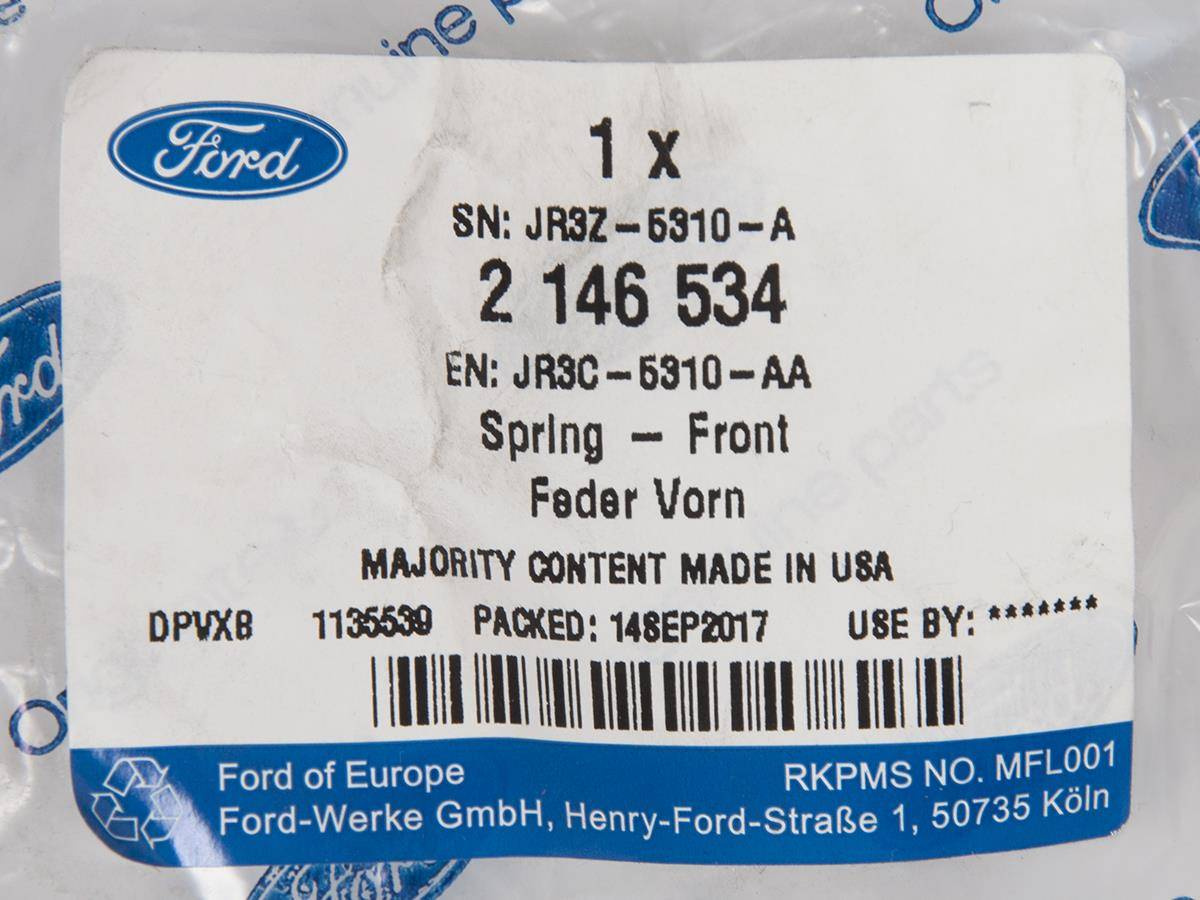 Ford
1 x
SN: JR3Z-5310-A
2 146 534
EN: JR3C-5310-AA
Spring - Front
Feder Vorn
MAJORITY CONTENT MADE IN USA
DPVXB 1135539 PACKED: 14SEP2017 USE BY: *******
Ford of Europe
RKPMS NO. MFL001
Ford-Werke GmbH, Henry-Ford-Straße 1, 50735 Köln